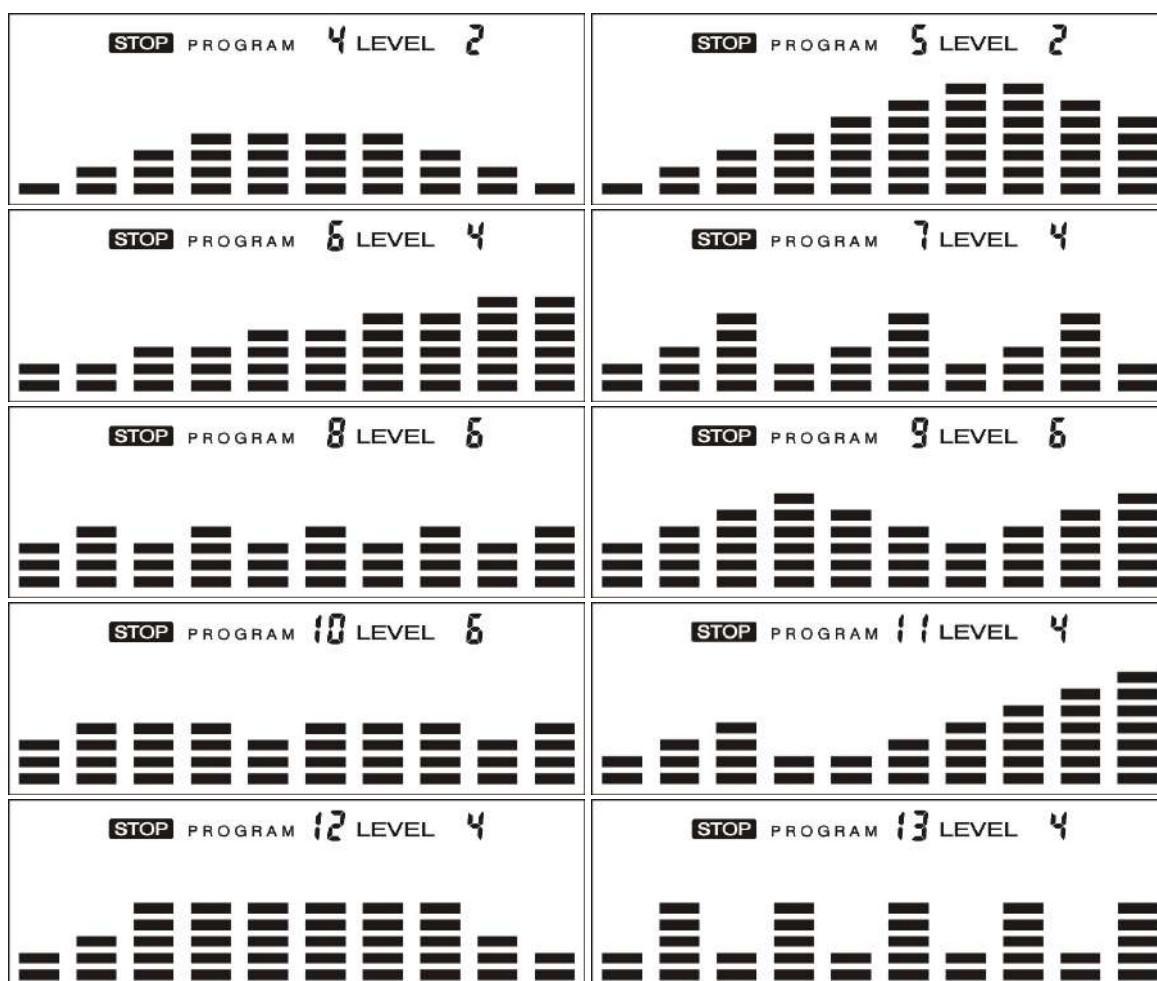 STOP PROGRAM 4 LEVEL 2
STOP PROGRAM 5 LEVEL 2
STOP PROGRAM 6 LEVEL 4
STOP PROGRAM 7 LEVEL 4
STOP PROGRAM 8 LEVEL 6
STOP PROGRAM 9 LEVEL 6
STOP PROGRAM 10 LEVEL 6
STOP PROGRAM 11 LEVEL 4
STOP PROGRAM 12 LEVEL 4
STOP PROGRAM 13 LEVEL 4